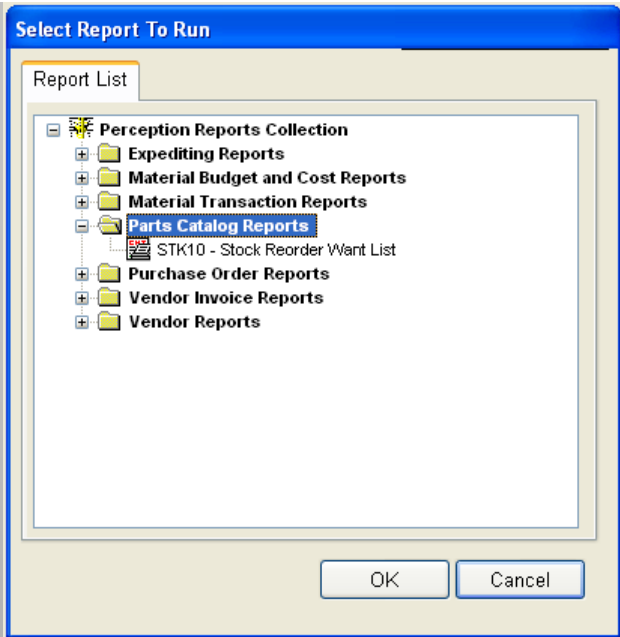 Select Report To Run
Report List
Perception Reports Collection
Expediting Reports
Material Budget and Cost Reports
Material Transaction Reports
Parts Catalog Reports
STK10 - Stock Reorder Want List
Purchase Order Reports
Vendor Invoice Reports
Vendor Reports
OK Cancel